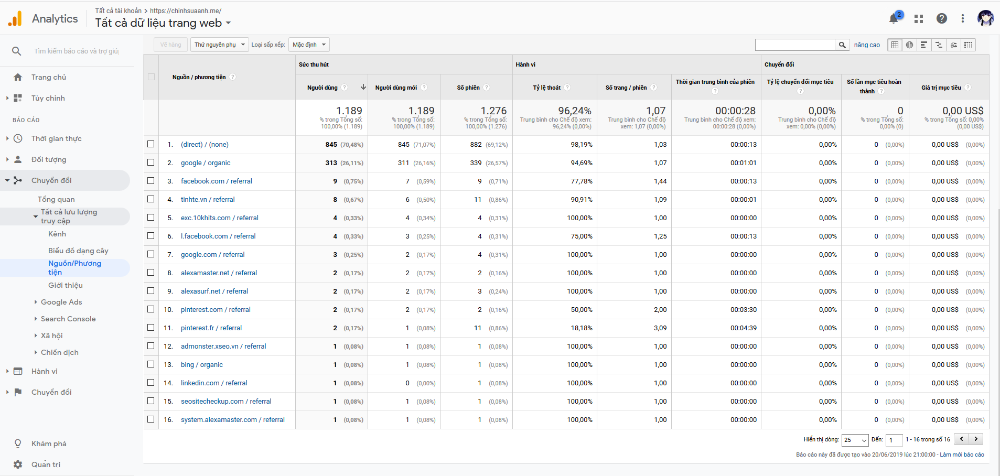 Analytics
Tất cả tài khoản > https://chinhsuaanh.me/
Tất cả dữ liệu trang web
2
Tìm kiếm báo cáo và trợ giú
Trang chủ
Tùy chỉnh
BÁO CÁO
Thời gian thực
Đối tượng
Chuyển đổi
Tổng quan
Tất cả lưu lượng
truy cập
Kênh
Biểu đồ dạng cây
Nguồn/Phương
tiện
Giới thiệu
Google Ads
Search Console
Xã hội
Chiến dịch
Hành vi
Chuyển đổi
Khám phá
Quản trị
Vẽ hàng
Thứ nguyên phụ
Loại sắp xếp:
Mặc định
nâng cao
Nguồn / phương tiện ?
Sức thu hút
Hành vi
Chuyển đổi
Người dùng ?
Người dùng mới ?
Số phiên ?
Tỷ lệ thoát ?
Số trang / phiên ?
Thời gian trung bình của phiên
?
Tỷ lệ chuyển đổi mục tiêu
?
Số lần mục tiêu hoàn
thành ?
Giá trị mục tiêu ?
1.189
% trong Tổng số:
100,00% (1.189)
1.189
% trong Tổng số:
100,00% (1.189)
1.276
% trong Tổng số:
100,00% (1.276)
96,24%
Trung bình cho Chế độ xem:
96,24% (0,00%)
1,07
Trung bình cho Chế độ
xem: 1,07 (0,00%)
00:00:28
Trung bình cho Chế độ xem:
00:00:28 (0,00%)
0,00%
Trung bình cho Chế độ
xem: 0,00% (0,00%)
0
% trong Tổng số:
0,00% (0)
0,00 US$
% trong Tổng số: 0,00%
(0,00 US$)
1. (direct) / (none) 845 (70,48%) 845 (71,07%) 882 (69,12%) 98,19% 1,03 00:00:13 0,00% 0 (0,00%) 0,00 US$ (0,00%)
2. google / organic 313 (26,11%) 311 (26,16%) 339 (26,57%) 94,69% 1,07 00:01:01 0,00% 0 (0,00%) 0,00 US$ (0,00%)
3. facebook.com / referral 9 (0,75%) 7 (0,59%) 9 (0,71%) 77,78% 1,44 00:00:13 0,00% 0 (0,00%) 0,00 US$ (0,00%)
4. tinhte.vn / referral 8 (0,67%) 6 (0,50%) 11 (0,86%) 90,91% 1,09 00:00:01 0,00% 0 (0,00%) 0,00 US$ (0,00%)
5. exc.10khits.com / referral 4 (0,33%) 4 (0,34%) 4 (0,31%) 100,00% 1,00 00:00:00 0,00% 0 (0,00%) 0,00 US$ (0,00%)
6. l.facebook.com / referral 4 (0,33%) 3 (0,25%) 4 (0,31%) 75,00% 1,25 00:00:13 0,00% 0 (0,00%) 0,00 US$ (0,00%)
7. google.com / referral 3 (0,25%) 2 (0,17%) 4 (0,31%) 100,00% 1,00 00:00:00 0,00% 0 (0,00%) 0,00 US$ (0,00%)
8. alexamaster.net / referral 2 (0,17%) 2 (0,17%) 2 (0,16%) 100,00% 1,00 00:00:00 0,00% 0 (0,00%) 0,00 US$ (0,00%)
9. alexasurf.net / referral 2 (0,17%) 2 (0,17%) 3 (0,24%) 100,00% 1,00 00:00:00 0,00% 0 (0,00%) 0,00 US$ (0,00%)
10. pinterest.com / referral 2 (0,17%) 2 (0,17%) 2 (0,16%) 50,00% 2,00 00:03:30 0,00% 0 (0,00%) 0,00 US$ (0,00%)
11. pinterest.fr / referral 2 (0,17%) 1 (0,08%) 11 (0,86%) 18,18% 3,09 00:04:39 0,00% 0 (0,00%) 0,00 US$ (0,00%)
12. admonster.xseo.vn / referral 1 (0,08%) 1 (0,08%) 1 (0,08%) 100,00% 1,00 00:00:00 0,00% 0 (0,00%) 0,00 US$ (0,00%)
13. bing / organic 1 (0,08%) 1 (0,08%) 1 (0,08%) 100,00% 1,00 00:00:00 0,00% 0 (0,00%) 0,00 US$ (0,00%)
14. linkedin.com / referral 1 (0,08%) 0 (0,00%) 1 (0,08%) 100,00% 1,00 00:00:00 0,00% 0 (0,00%) 0,00 US$ (0,00%)
15. seositecheckup.com / referral 1 (0,08%) 1 (0,08%) 1 (0,08%) 100,00% 1,00 00:00:00 0,00% 0 (0,00%) 0,00 US$ (0,00%)
16. system.alexamaster.com / referral 1 (0,08%) 1 (0,08%) 1 (0,08%) 100,00% 1,00 00:00:00 0,00% 0 (0,00%) 0,00 US$ (0,00%)
Hiển thị dòng: 25 Đến: 1 1 - 16 trong số 16
Báo cáo này đã được tạo vào 20/06/2019 lúc 21:00:00 - Làm mới báo cáo